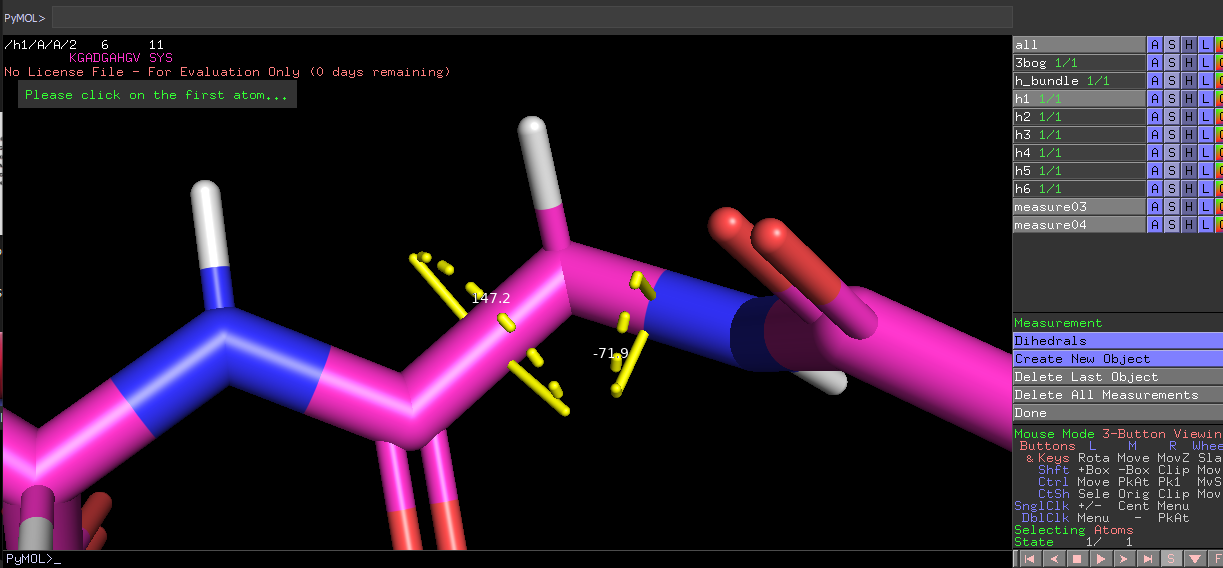 PyMOL>
/h1/A/A/2 6 11
KGADGAHGV SYS
No License File - For Evaluation Only (0 days remaining)
Please click on the first atom...
147.2
-71.9
all A S H L
3bog 1/1 A S H L
h_bundle 1/1 A S H L
h1 1/1 A S H L
h2 1/1 A S H L
h3 1/1 A S H L
h4 1/1 A S H L
h5 1/1 A S H L
h6 1/1 A S H L
measure03 A S H L
measure04 A S H L
Measurement
Dihedrals
Create New Object
Delete Last Object
Delete All Measurements
Done
Mouse Mode 3-Button Viewin
Buttons L M R Whee
& Keys Rota Move MovZ Sla
Shft +Box -Box Clip Mov
Ctrl Move PkAt Pk1 MvS
CtSh Sele Orig Clip Mov
SnglClk +/- Cent Menu
DblClk Menu - PkAt
Selecting Atoms
State 1/ 1
PyMOL>_
S F